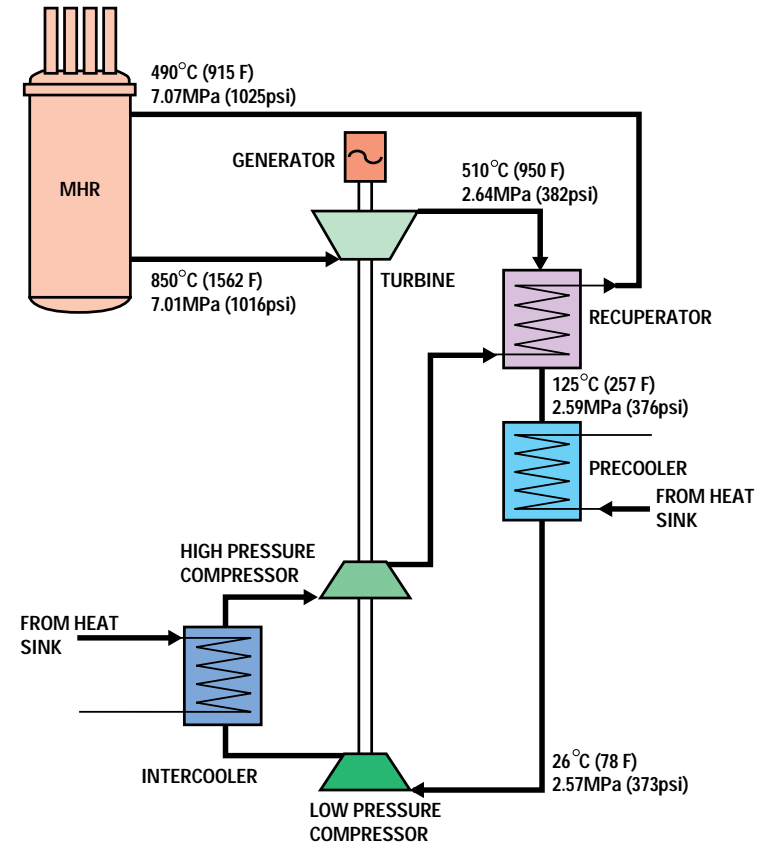 490°C (915 F)
7.07MPa (1025psi)
MHR
GENERATOR
510°C (950 F)
2.64MPa (382psi)
850°C (1562 F)
7.01MPa (1016psi)
TURBINE
RECUPERATOR
125°C (257 F)
2.59MPa (376psi)
PRECOOLER
FROM HEAT
SINK
HIGH PRESSURE
COMPRESSOR
FROM HEAT
SINK
INTERCOOLER
26°C (78 F)
2.57MPa (373psi)
LOW PRESSURE
COMPRESSOR